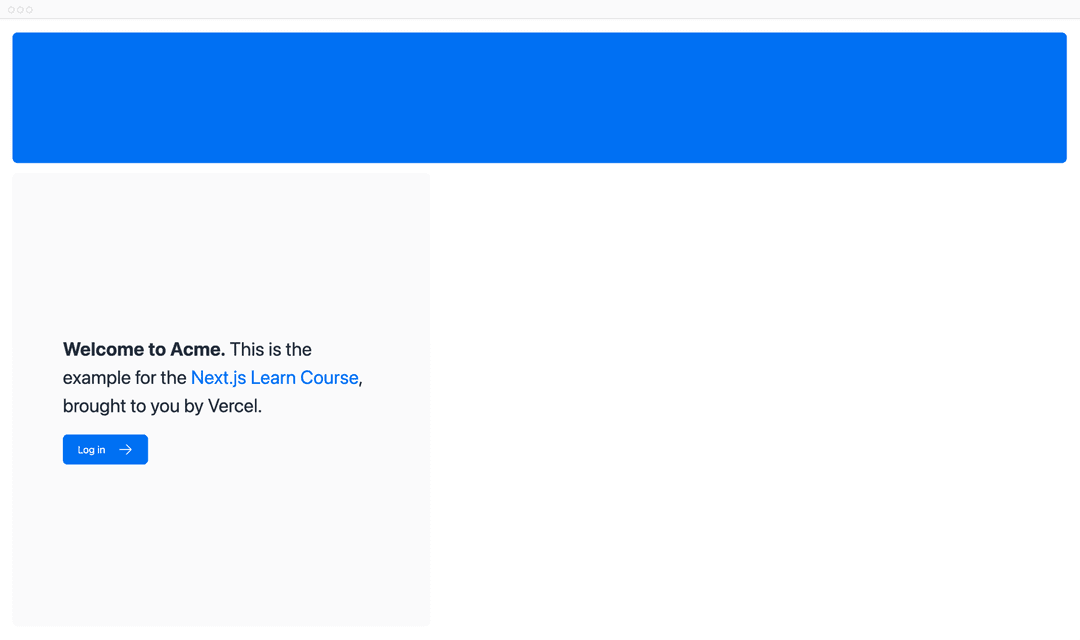 Welcome to Acme. This is the
example for the Next.js Learn Course,
brought to you by Vercel.
Log in